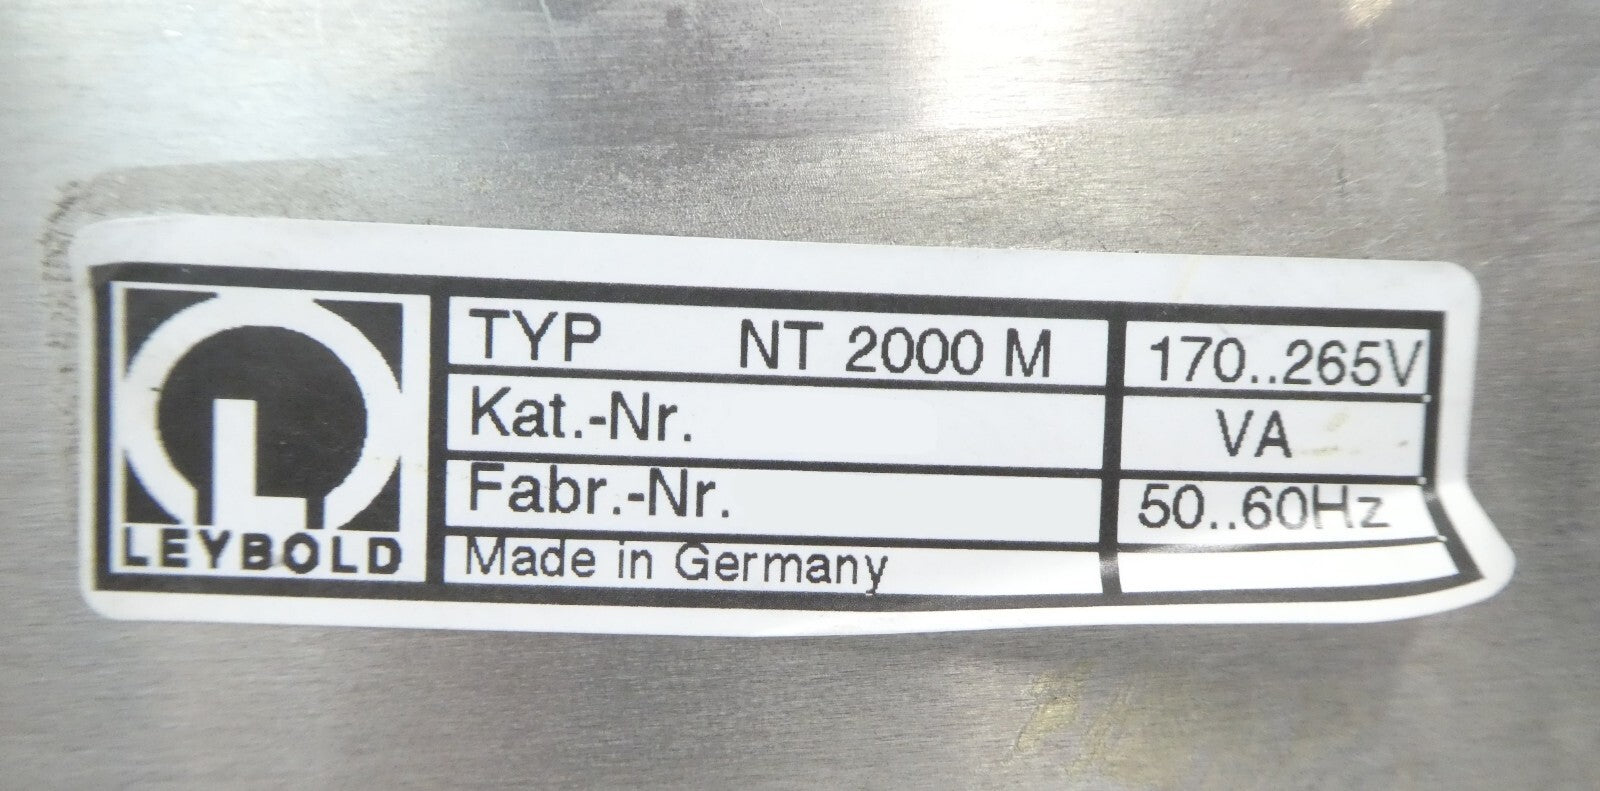 TYP NT 2000 M 170..265V
Kat.-Nr. VA
Fabr.-Nr. 50..60Hz
LEYBOLD Made in Germany